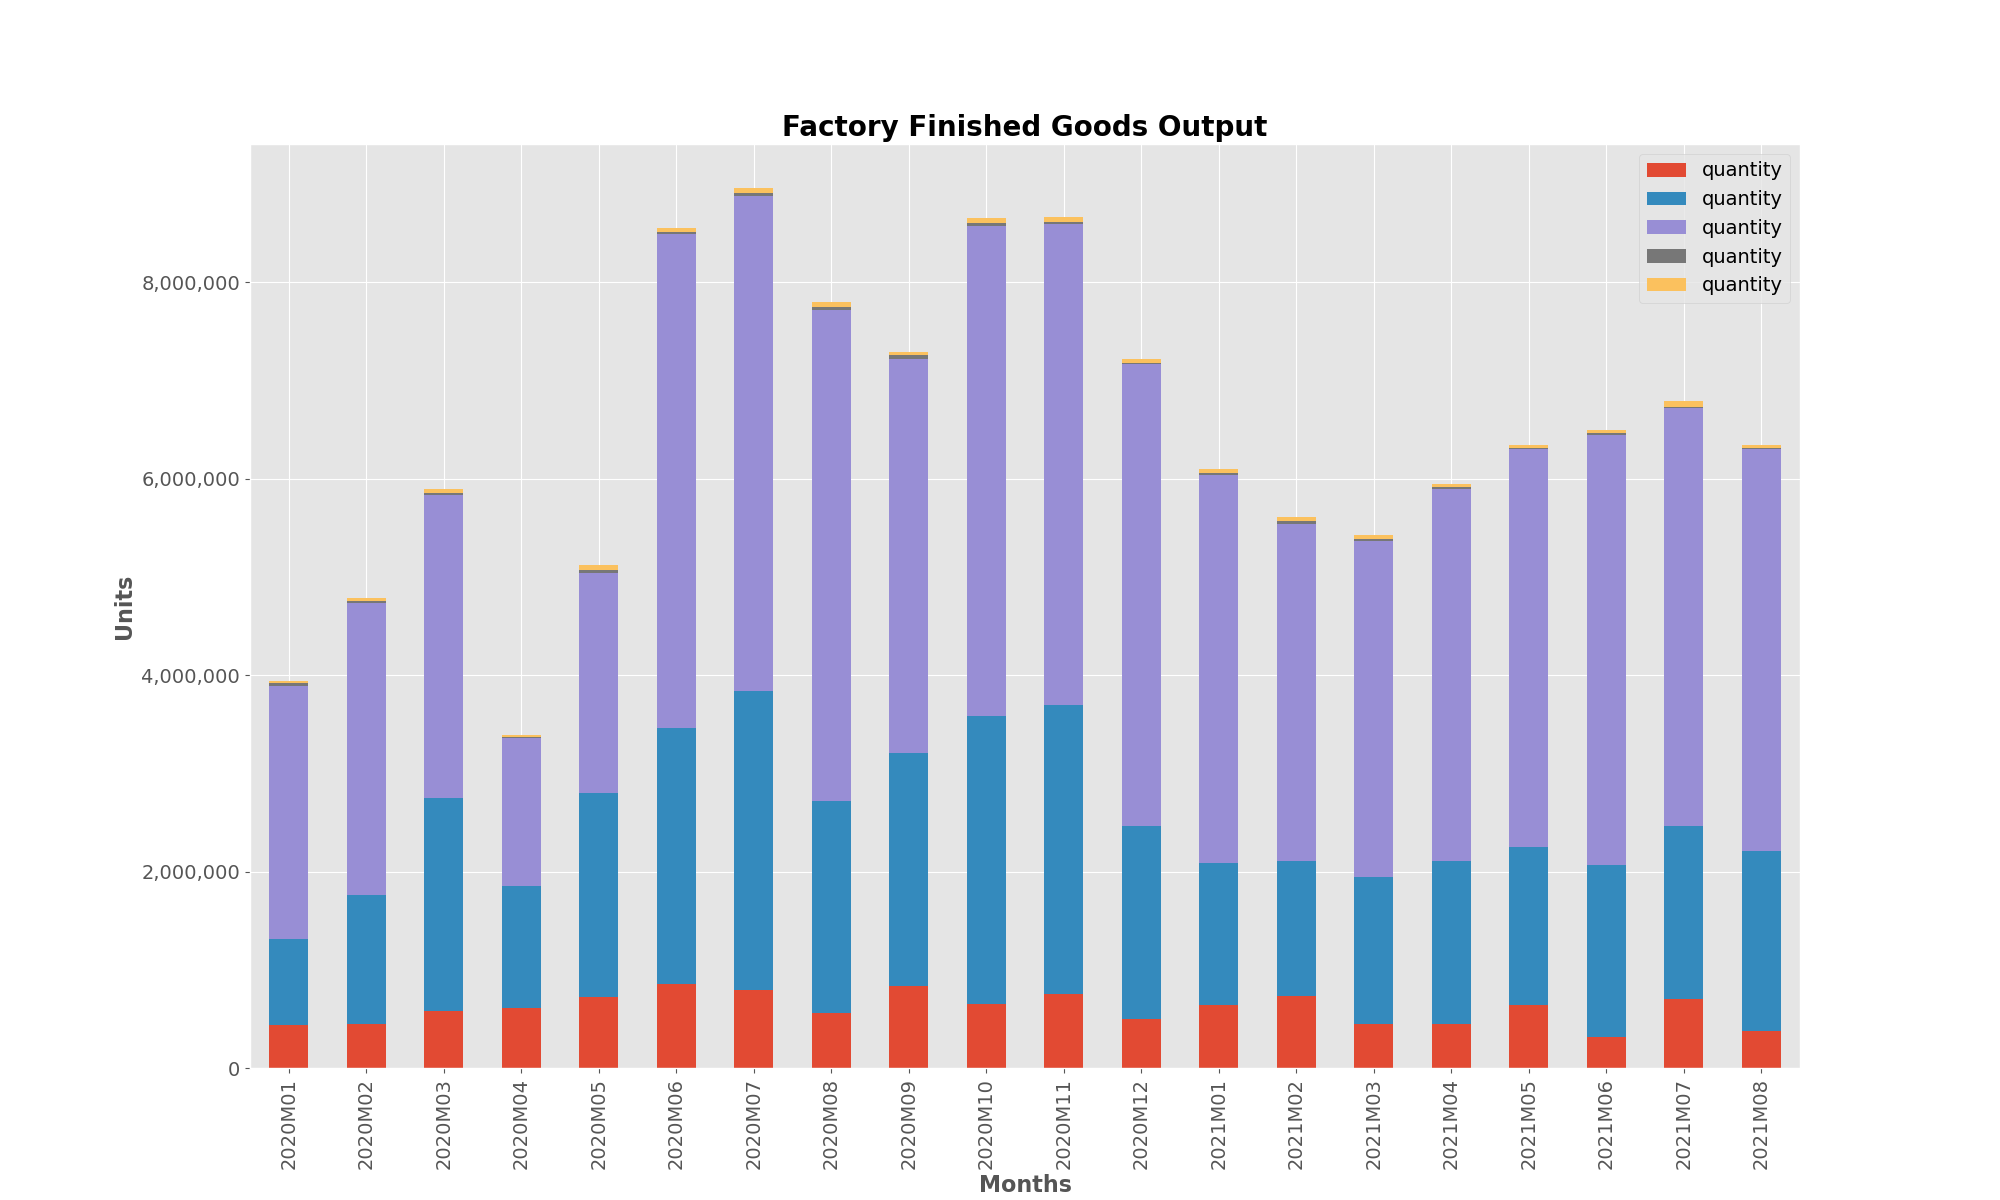 Factory Finished Goods Output
quantity
quantity
quantity
quantity
quantity
Units
8,000,000
6,000,000
4,000,000
2,000,000
0
2020M01
2020M02
2020M03
2020M04
2020M05
2020M06
2020M07
2020M08
2020M09
2020M10
2020M11
2020M12
2021M01
2021M02
2021M03
2021M04
2021M05
2021M06
2021M07
2021M08
Months